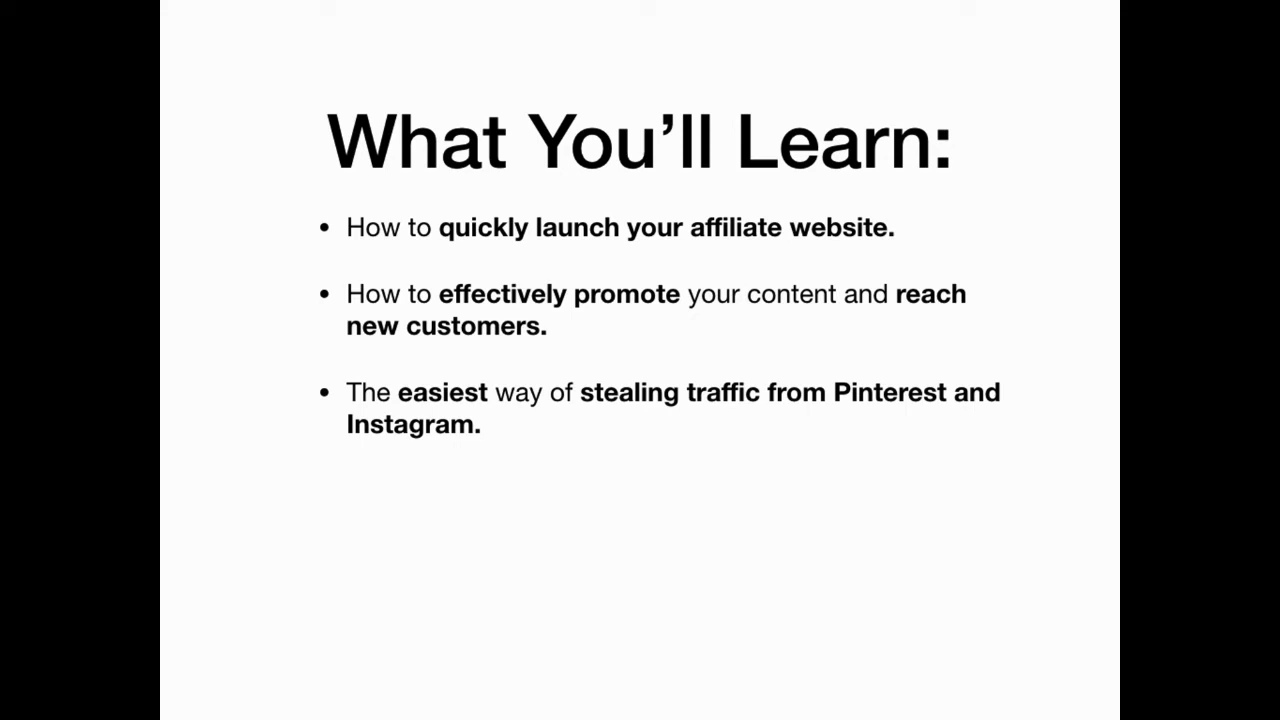 What You’ll Learn:
• How to quickly launch your affiliate website.
• How to effectively promote your content and reach
new customers.
• The easiest way of stealing traffic from Pinterest and
Instagram.